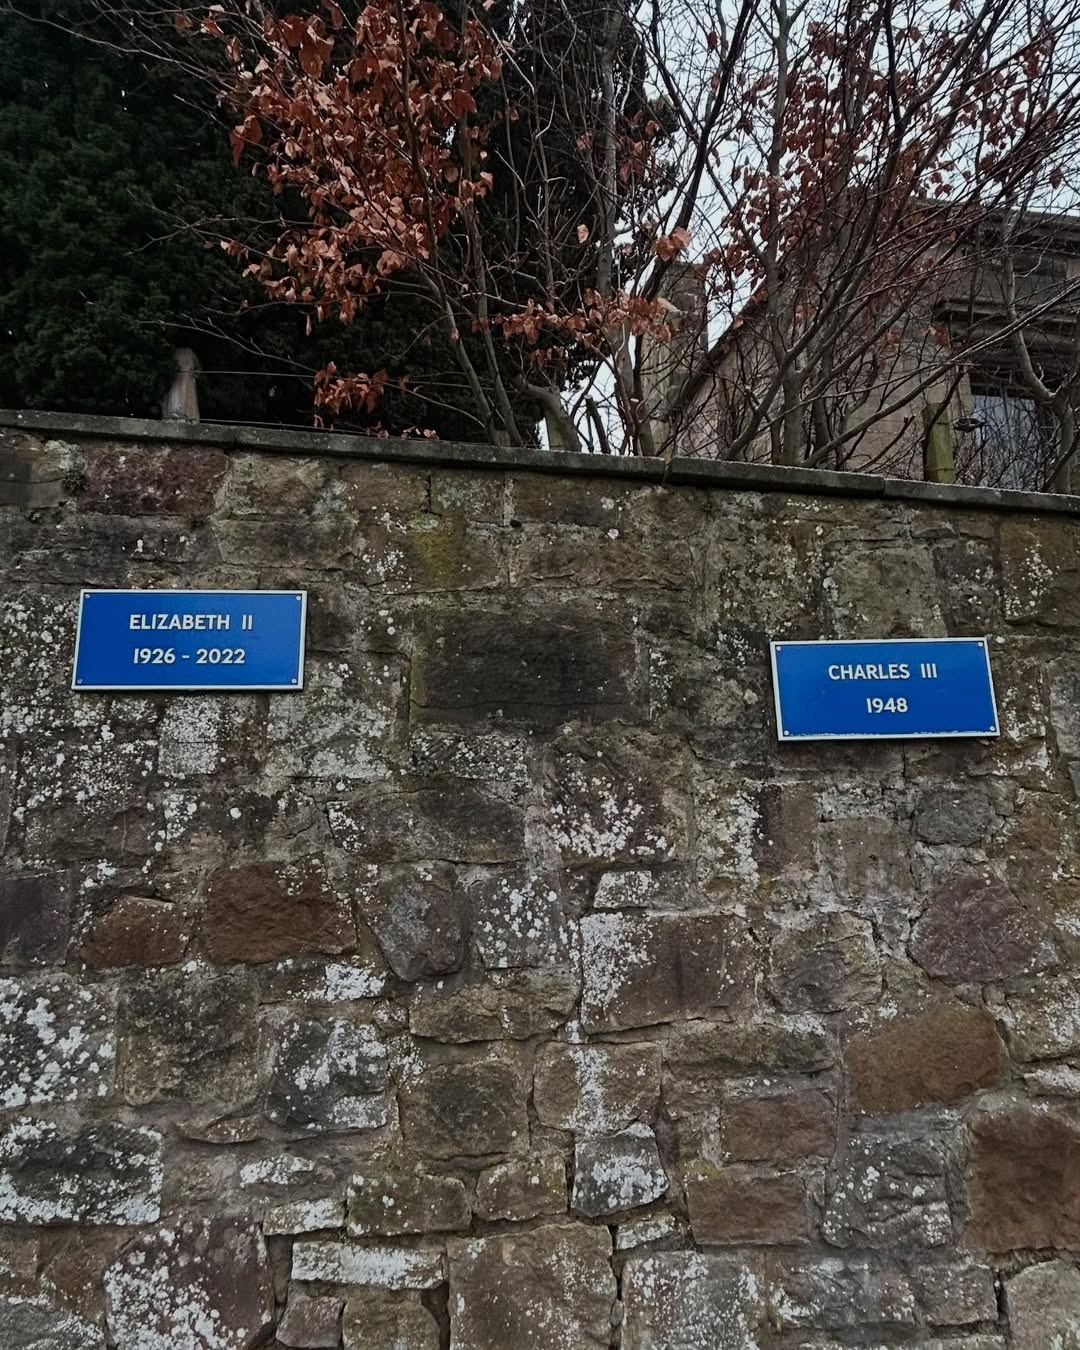 ELIZABETH II
1926 - 2022
CHARLES III
1948